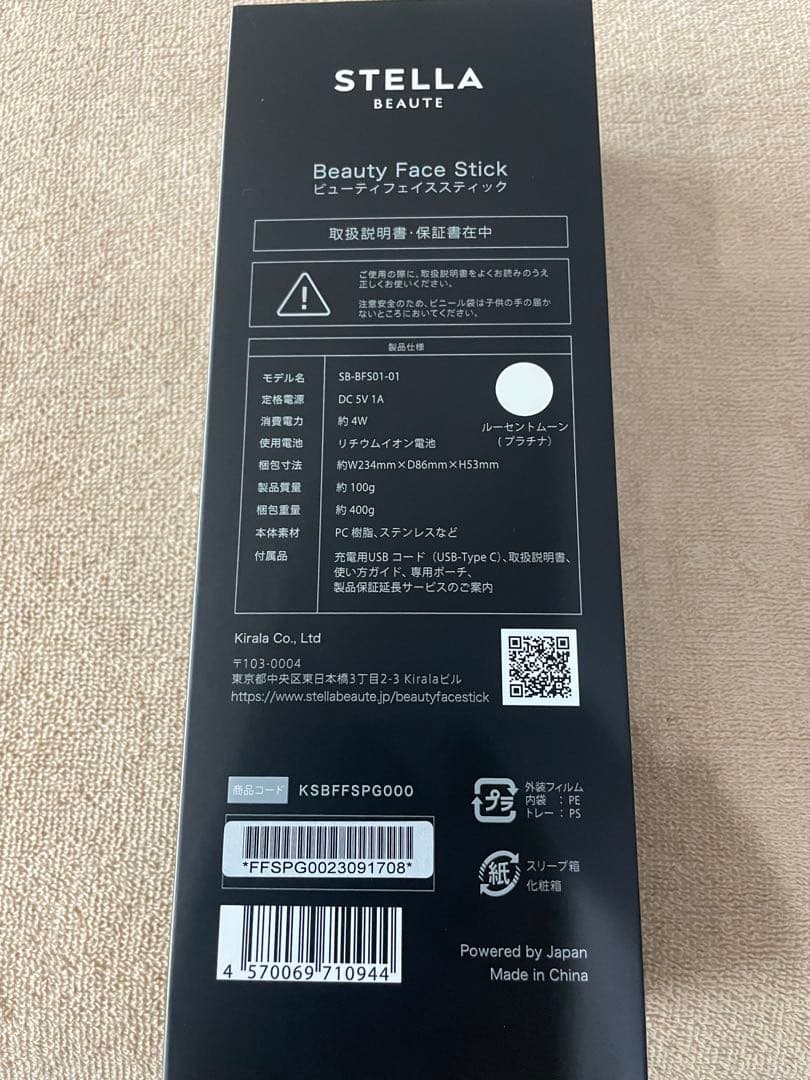 STELLA
BEAUTE
Beauty Face Stick
ビューティフェイススティック
取扱説明書・保証書在中
ご使用の際に、取扱説明書をよくお読みのうえ
正しくお使いください。
注意安全のため、ビニール袋は子供の手の届か
ないところにおいてください。
製品仕様
モデル名 SB-BFS01-01
定格電源 DC 5V 1A
消費電力 約 4W
使用電池 リチウムイオン電池
梱包寸法 約W234mm×D86mm×H53mm
製品質量 約 100g
梱包重量 約 400g
本体素材 PC 樹脂、ステンレスなど
付属品 充電用USB コード (USB-Type C)、取扱説明書、
使い方ガイド、専用ポーチ、
製品保証延長サービスのご案内
ルーセントムーン
(プラチナ)
Kirala Co., Ltd
〒103-0004
東京都中央区東日本橋3丁目2-3 Kiralaビル
https://www.stellabeaute.jp/beautyfacestick
商品コード KSBFFSPG000
*FFSPG0023091708*
4 570069 710944
プラ
外装フィルム
内袋 : PE
トレー : PS
紙
スリーブ箱
化粧箱
Powered by Japan
Made in China